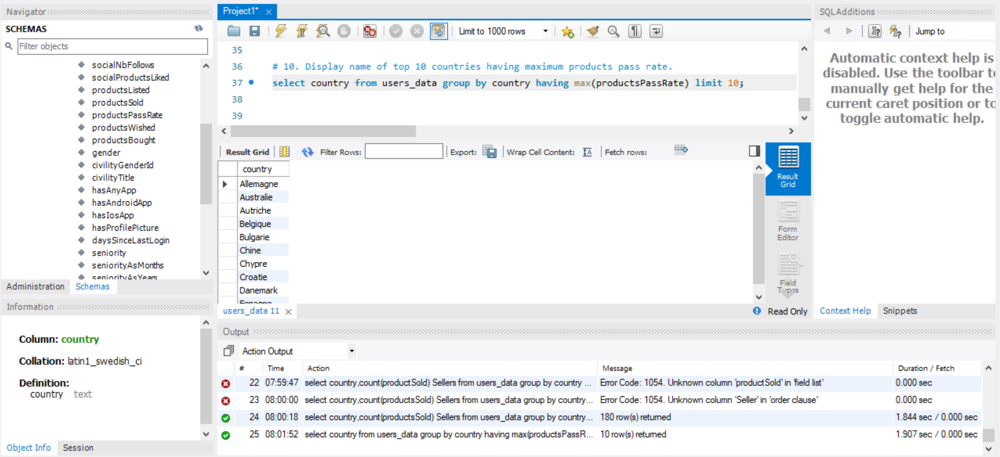 Navigator
SCHEMAS
Filter objects
socialNbFollows
socialProductsLiked
productsListed
productsSold
productsPassRate
productsWished
productsBought
gender
civilityGenderId
civilityTitle
hasAnyApp
hasAndroidApp
hasIosApp
hasProfilePicture
daysSinceLastLogin
seniority
seniorityAsMonths
seniorityAsYears
Administration Schemas
Information
Column: country
Collation: latin1_swedish_ci
Definition:
country text
Object Info Session
Project1*
Limit to 1000 rows
35
36 # 10. Display name of top 10 countries having maximum products pass rate.
37 select country from users_data group by country having max(productsPassRate) limit 10;
38
39
Result Grid Filter Rows: Export: Wrap Cell Content: Fetch rows:
country
Allemagne
Australie
Autriche
Belgique
Bulgarie
Chine
Chypre
Croatie
Danemark
Espagne
Result
Grid
Form
Editor
Field
Types
users_data 11 Read Only
SQLAdditions
Jump to
Automatic context help is
disabled. Use the toolbar to
manually get help for the
current caret position or to
toggle automatic help.
Context Help Snippets
Output
Action Output
# Time Action Message Duration / Fetch
22 07:59:47 select country,count(productSold) Sellers from users_data group by country ... Error Code: 1054. Unknown column 'productSold' in 'field list' 0.000 sec
23 08:00:00 select country,count(productsSold) Sellers from users_data group by country... Error Code: 1054. Unknown column 'Seller' in 'order clause' 0.000 sec
24 08:00:18 select country,count(productsSold) Sellers from users_data group by country... 180 row(s) returned 1.844 sec / 0.000 sec
25 08:01:52 select country from users_data group by country having max(productsPassR... 10 row(s) returned 1.907 sec / 0.000 sec